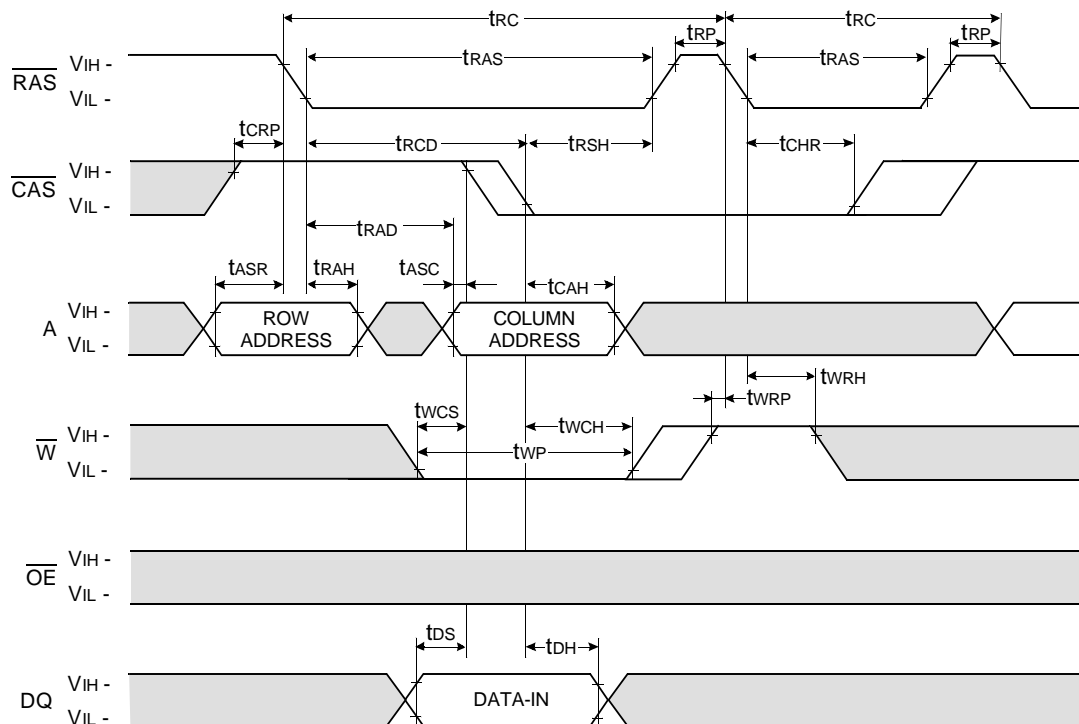 tRC tRC
tRP tRP
tRAS tRAS
RAS VIH -
VIL -
tCRP tRCD tRSH tCHR
CAS VIH -
VIL -
tRAD
tASR tRAH tASC tCAH
A VIH -
VIL -
ROW ADDRESS
COLUMN ADDRESS
tWRH
tWRP
tWCS tWCH
tWP
W VIH -
VIL -
OE VIH -
VIL -
tDS tDH
DQ VIH -
VIL -
DATA-IN